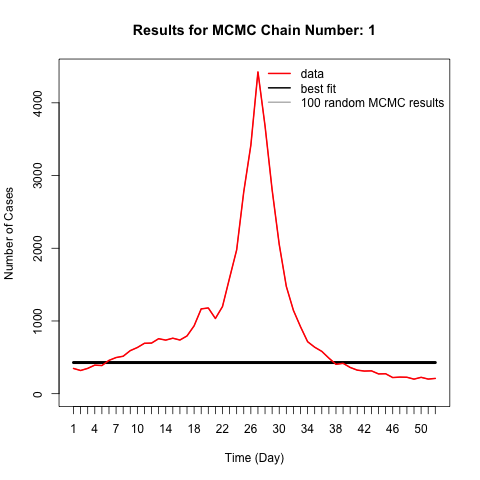 Results for MCMC Chain Number: 1
data
best fit
100 random MCMC results
Number of Cases
4000
3000
2000
1000
0
1 4 7 10 14 18 22 26 30 34 38 42 46 50
Time (Day)